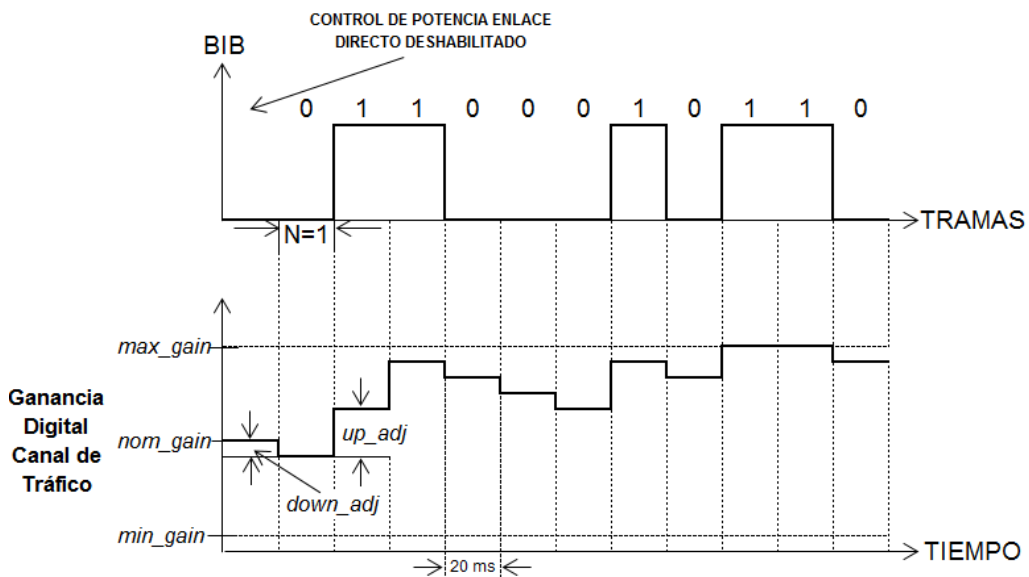 CONTROL DE POTENCIA ENLACE
DIRECTO DESHABILITADO
BIB
0 1 1 0 0 0 1 0 1 1 0
TRAMAS
N=1
max_gain
Ganancia
Digital
Canal de
Tráfico
nom_gain
up_adj
down_adj
min_gain
TIEMPO
20 ms